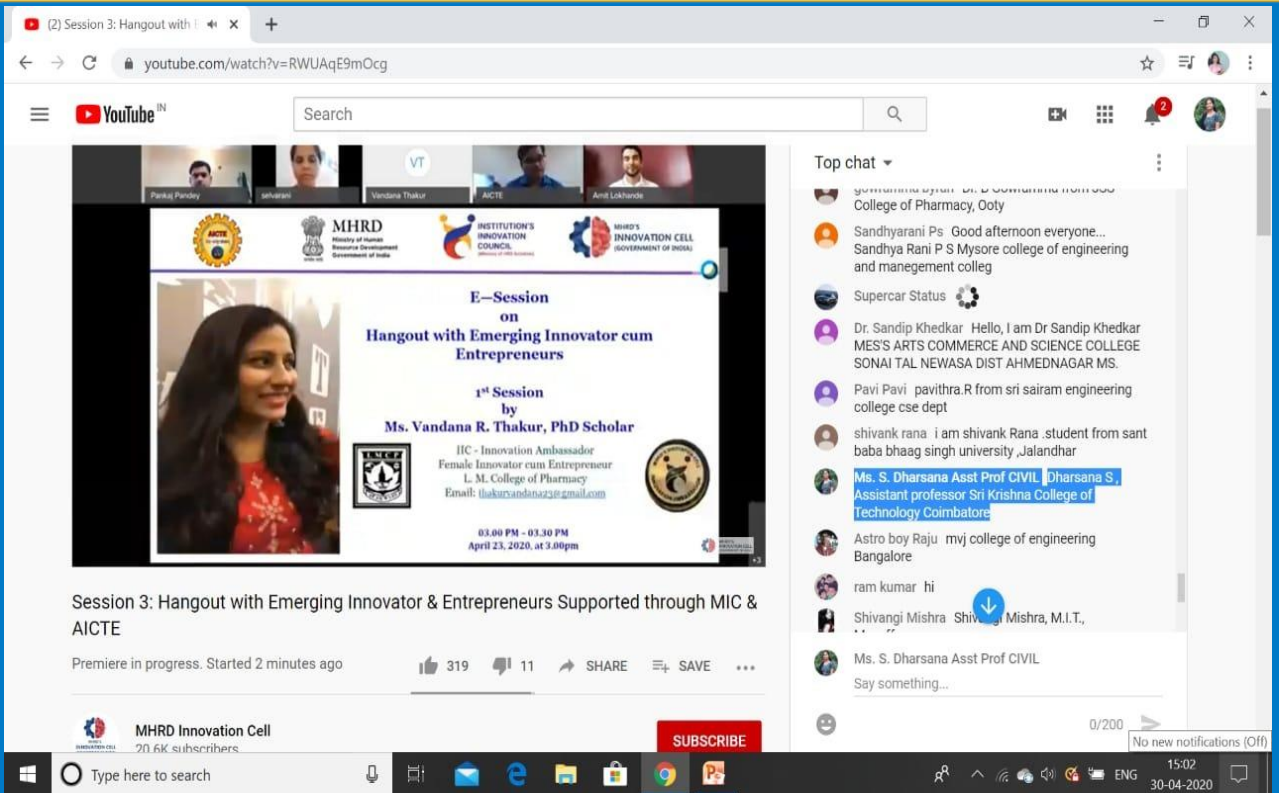 (2) Session 3: Hangout with
youtube.com/watch?v=RWUAqE9mOcg
YouTube IN
Search
2
VT
Pankaj Pandey
selvarani
Vandana Thakur
AICTE
Amit Lokhande
AICTE
MHRD
Ministry of Human
Resource Development
Government of India
INSTITUTION'S
INNOVATION
COUNCIL
(Ministry of HRD Initiative)
MHRD'S
INNOVATION CELL
(GOVERNMENT OF INDIA)
E–Session
on
Hangout with Emerging Innovator cum
Entrepreneurs
1st Session
by
Ms. Vandana R. Thakur, PhD Scholar
IIC - Innovation Ambassador
Female Innovator cum Entrepreneur
L. M. College of Pharmacy
Email: thakurvandana23@gmail.com
03.00 PM - 03.30 PM
April 23, 2020, at 3.00pm
LMCP
+3
Session 3: Hangout with Emerging Innovator & Entrepreneurs Supported through MIC &
AICTE
Premiere in progress. Started 2 minutes ago
319
11
SHARE
SAVE
MHRD Innovation Cell
20.6K subscribers
SUBSCRIBE
Top chat
College of Pharmacy, Ooty
Sandhyarani Ps Good afternoon everyone...
Sandhya Rani P S Mysore college of engineering
and manegement colleg
Supercar Status
Dr. Sandip Khedkar Hello, I am Dr Sandip Khedkar
MES'S ARTS COMMERCE AND SCIENCE COLLEGE
SONAI TAL NEWASA DIST AHMEDNAGAR MS.
Pavi Pavi pavithra.R from sri sairam engineering
college cse dept
shivank rana i am shivank Rana .student from sant
baba bhaag singh university ,Jalandhar
Ms. S. Dharsana Asst Prof CIVIL Dharsana S ,
Assistant professor Sri Krishna College of
Technology Coimbatore
Astro boy Raju mvj college of engineering
Bangalore
ram kumar hi
Shivangi Mishra Shivangi Mishra, M.I.T.,
Ms. S. Dharsana Asst Prof CIVIL
Say something...
0/200
No new notifications (Off)
Type here to search
ENG
15:02
30-04-2020